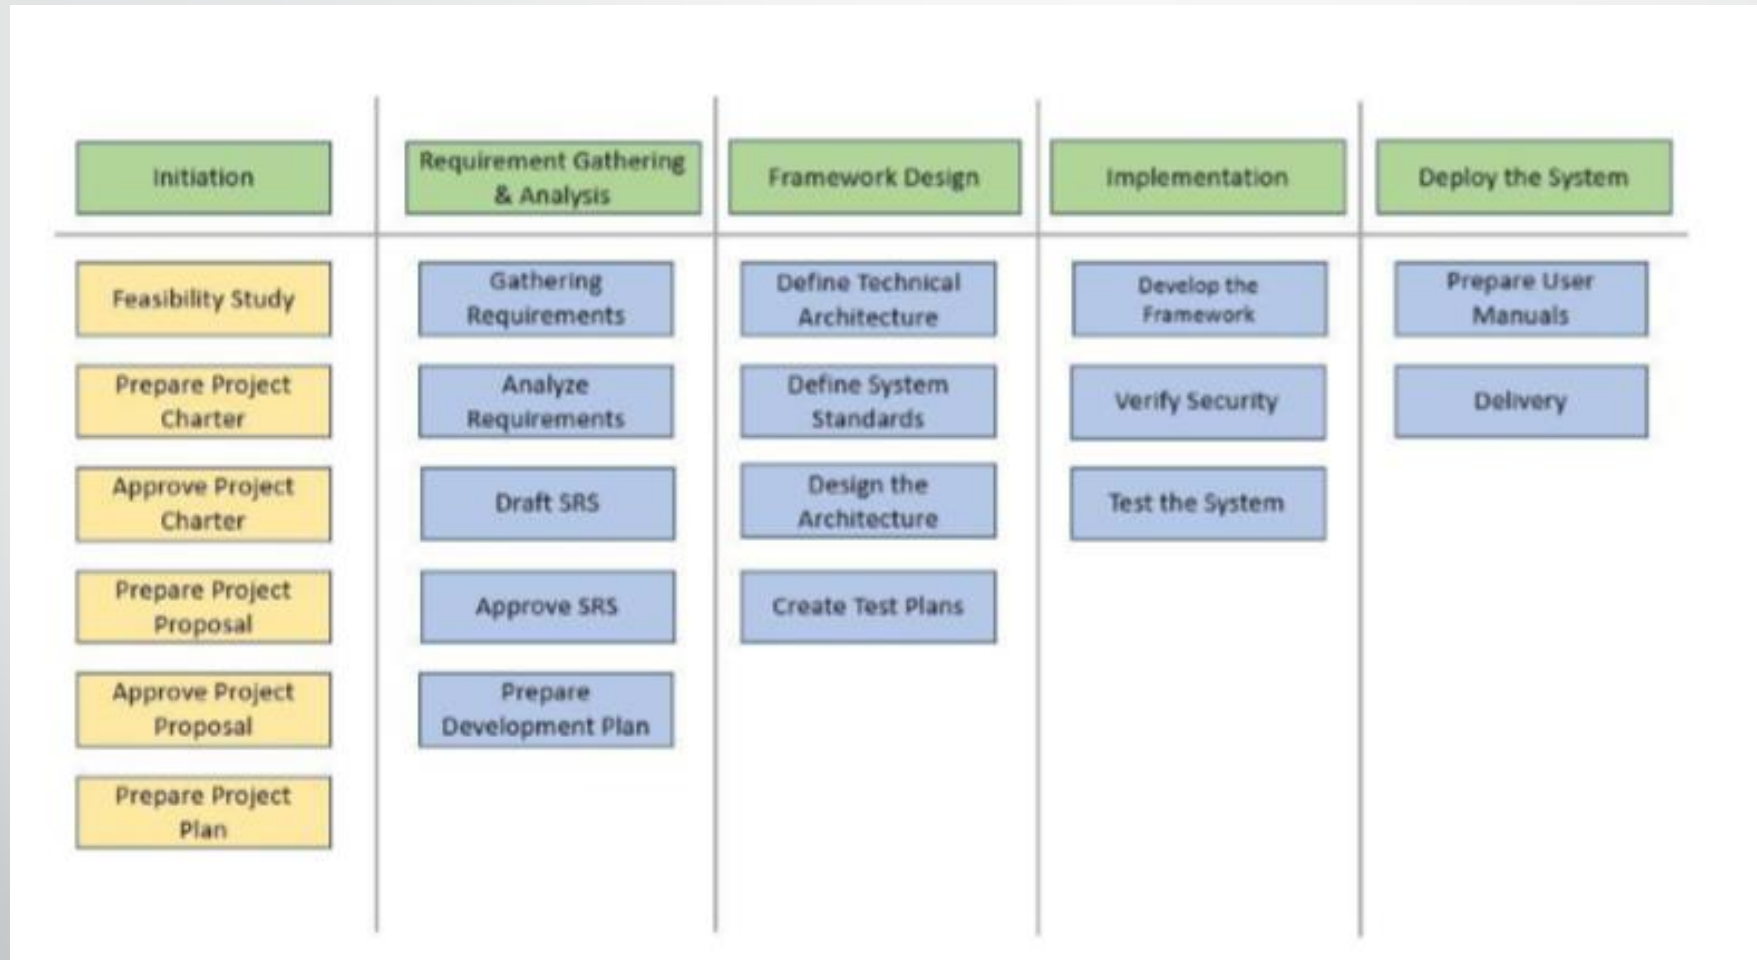 Initiation
Requirement Gathering
& Analysis
Framework Design
Implementation
Deploy the System
Feasibility Study
Prepare Project
Charter
Approve Project
Charter
Prepare Project
Proposal
Approve Project
Proposal
Prepare Project
Plan
Gathering
Requirements
Analyze
Requirements
Draft SRS
Approve SRS
Prepare
Development Plan
Define Technical
Architecture
Define System
Standards
Design the
Architecture
Create Test Plans
Develop the
Framework
Verify Security
Test the System
Prepare User
Manuals
Delivery